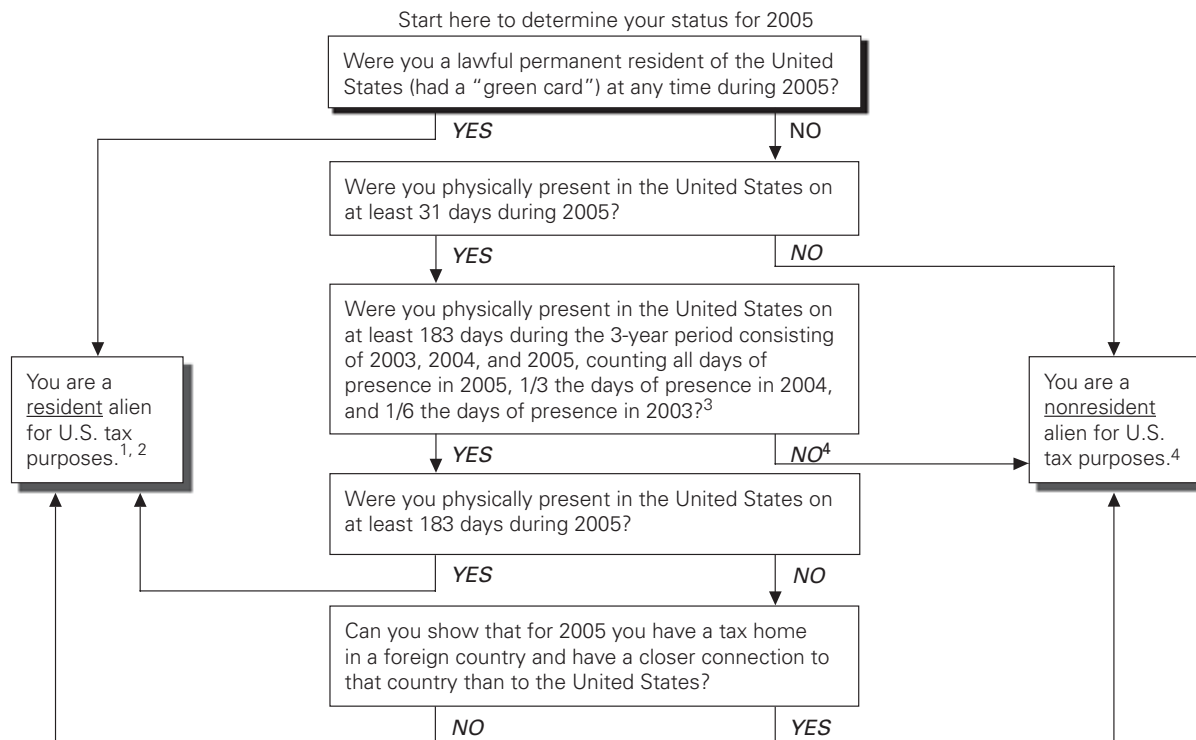 Start here to determine your status for 2005
Were you a lawful permanent resident of the United
States (had a “green card”) at any time during 2005?
YES
NO
Were you physically present in the United States on
at least 31 days during 2005?
YES
NO
Were you physically present in the United States on
at least 183 days during the 3-year period consisting
of 2003, 2004, and 2005, counting all days of
presence in 2005, 1/3 the days of presence in 2004,
and 1/6 the days of presence in 2003?3
You are a
resident alien
for U.S. tax
purposes.1, 2
You are a
nonresident
alien for U.S.
tax purposes.4
YES
NO4
Were you physically present in the United States on
at least 183 days during 2005?
YES
NO
Can you show that for 2005 you have a tax home
in a foreign country and have a closer connection to
that country than to the United States?
NO
YES